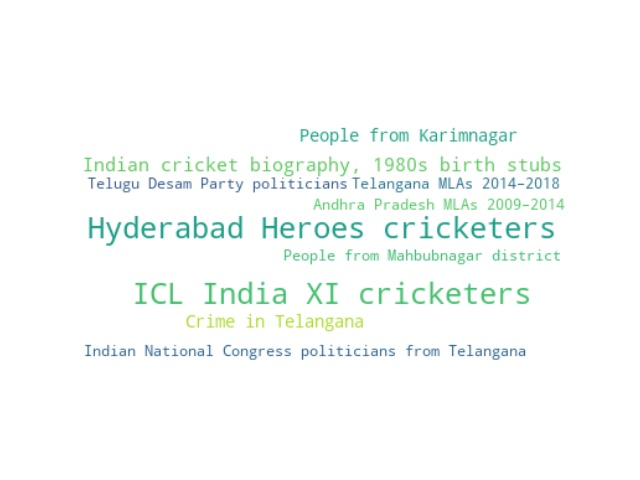 People from Karimnagar
Indian cricket biography, 1980s birth stubs
Telugu Desam Party politicians Telangana MLAs 2014–2018
Andhra Pradesh MLAs 2009–2014
Hyderabad Heroes cricketers
People from Mahbubnagar district
ICL India XI cricketers
Crime in Telangana
Indian National Congress politicians from Telangana